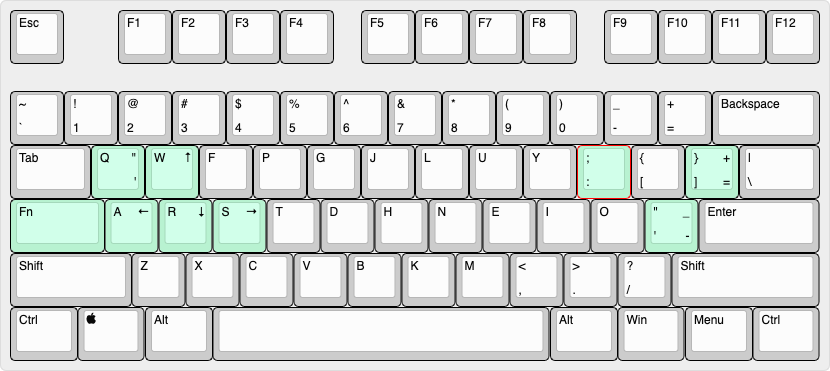 Esc F1 F2 F3 F4 F5 F6 F7 F8 F9 F10 F11 F12
~ ! @ # $ % ^ & * ( ) _ + Backspace
` 1 2 3 4 5 6 7 8 9 0 - =
Tab Q " W ↑ F P G J L U Y ; { } + |
' : [ ] = \
Fn A ← R ↓ S → T D H N E I O " _ Enter
' -
Shift Z X C V B K M < > ? Shift
, . /
Ctrl Alt Alt Win Menu Ctrl